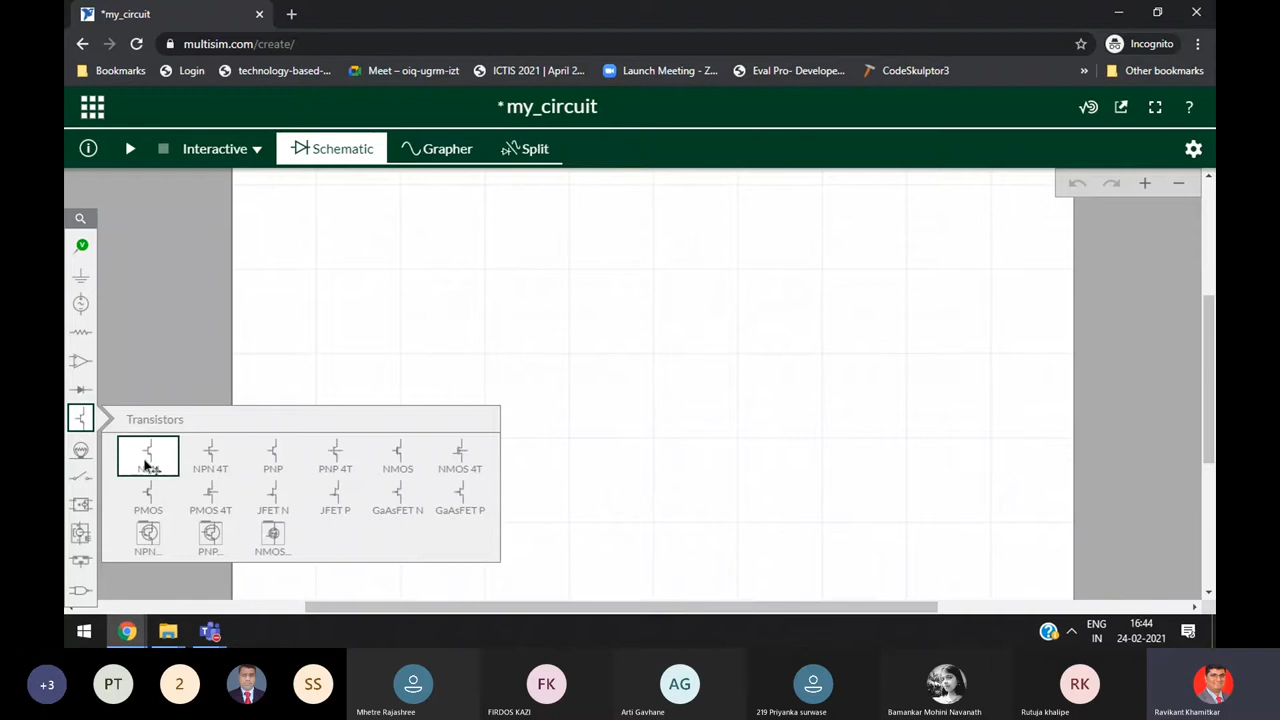 *my_circuit
multisim.com/create/
Incognito
Bookmarks
Login
technology-based-...
Meet – oiq-ugrm-izt
ICTIS 2021 | April 2...
Launch Meeting - Z...
Eval Pro- Develope...
CodeSkulptor3
»
Other bookmarks
*my_circuit
?
Interactive
Schematic
Grapher
Split
V
Transistors
NPN 4T
PNP
PNP 4T
NMOS
NMOS 4T
PMOS
PMOS 4T
JFET N
JFET P
GaAsFET N
GaAsFET P
NPN...
PNP...
NMOS...
ENG
IN
16:44
24-02-2021
+3
PT
2
SS
FK
AG
RK
Mhetre Rajashree
FIRDOS KAZI
Arti Gavhane
219 Priyanka surwase
Bamankar Mohini Navanath
Rutuja khalipe
Ravikant Khamitkar